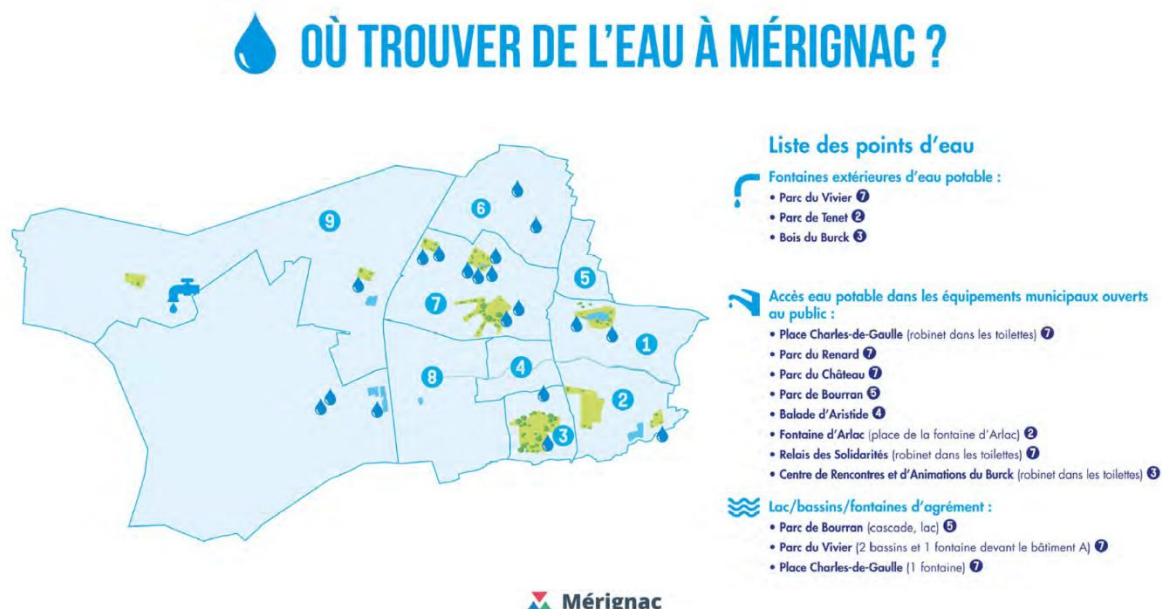 OÙ TROUVER DE L'EAU À MÉRIGNAC ?
9
6
5
7
1
4
8
2
3
Liste des points d'eau
Fontaines extérieures d'eau potable :
• Parc du Vivier 7
• Parc de Tenet 2
• Bois du Burck 3
Accès eau potable dans les équipements municipaux ouverts
au public :
• Place Charles-de-Gaulle (robinet dans les toilettes) 7
• Parc du Renard 7
• Parc du Château 7
• Parc de Bourran 5
• Balade d'Aristide 4
• Fontaine d'Arlac (place de la fontaine d'Arlac) 2
• Relais des Solidarités (robinet dans les toilettes) 7
• Centre de Rencontres et d'Animations du Burck (robinet dans les toilettes) 3
Lac/bassins/fontaines d'agrément :
• Parc de Bourran (cascade, lac) 5
• Parc du Vivier (2 bassins et 1 fontaine devant le bâtiment A) 7
• Place Charles-de-Gaulle (1 fontaine) 7
Mérignac